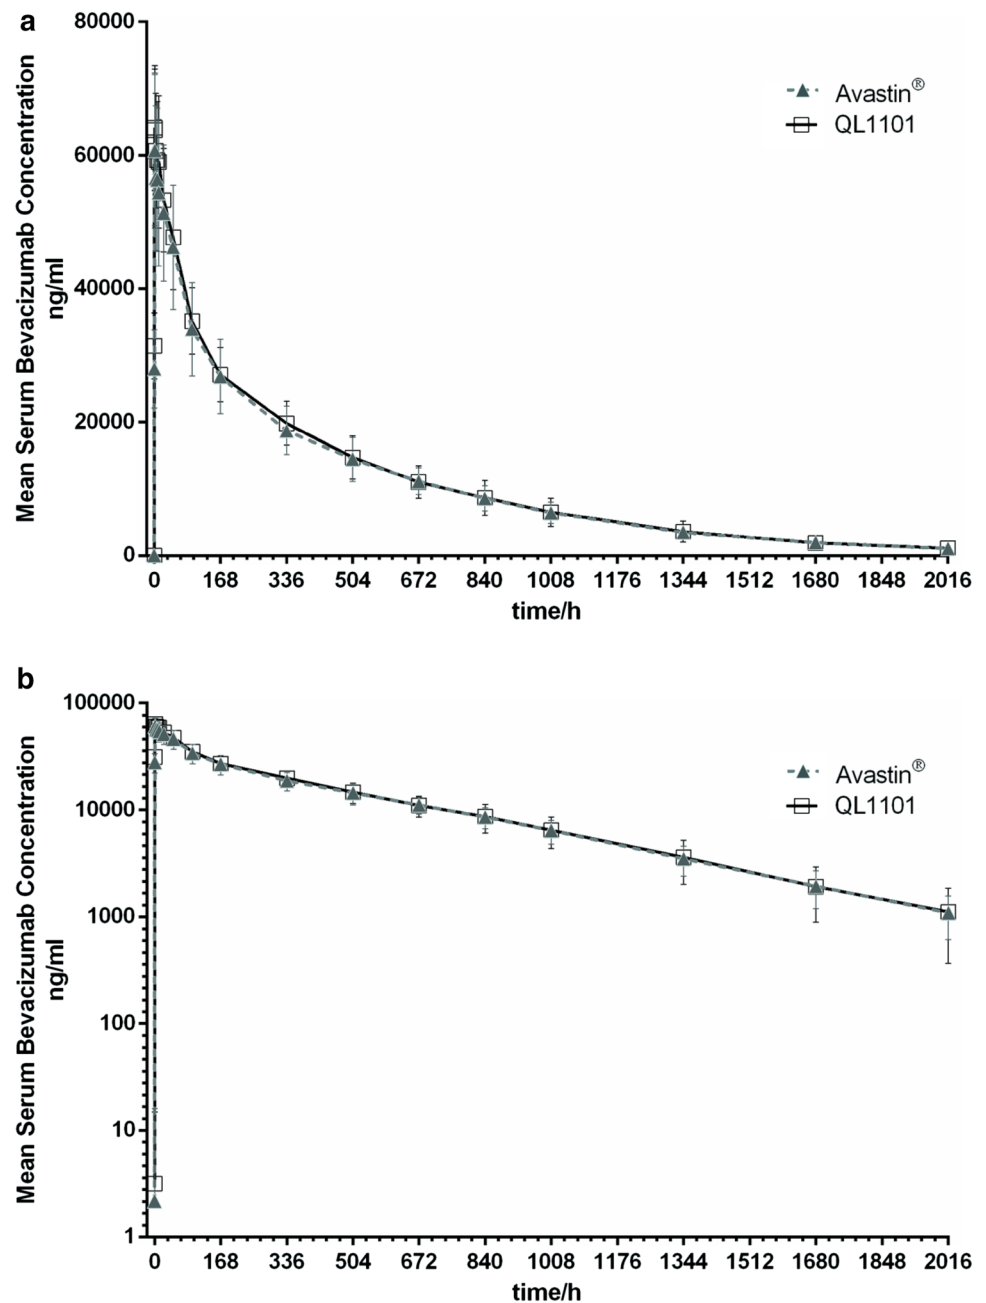 a
80000
60000
40000
20000
0
Mean Serum Bevacizumab Concentration
ng/ml
Avastin®
QL1101
0 168 336 504 672 840 1008 1176 1344 1512 1680 1848 2016
time/h
b
100000
10000
1000
100
10
1
Mean Serum Bevacizumab Concentration
ng/ml
Avastin®
QL1101
0 168 336 504 672 840 1008 1176 1344 1512 1680 1848 2016
time/h